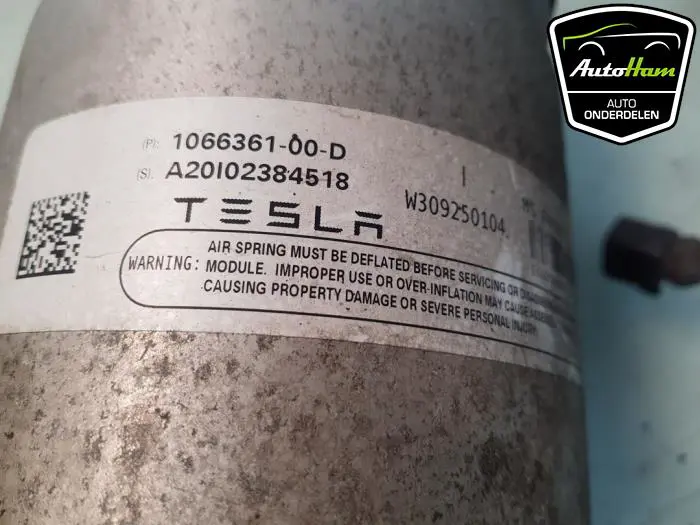 AutoHam
AUTO
ONDERDELEN
(P): 1066361-00-D
(S): A20I02384518
W309250104
TESLA
WARNING: AIR SPRING MUST BE DEFLATED BEFORE SERVICING OR
MODULE. IMPROPER USE OR OVER-INFLATION MAY CAUSE
CAUSING PROPERTY DAMAGE OR SEVERE PERSONAL INJURY.